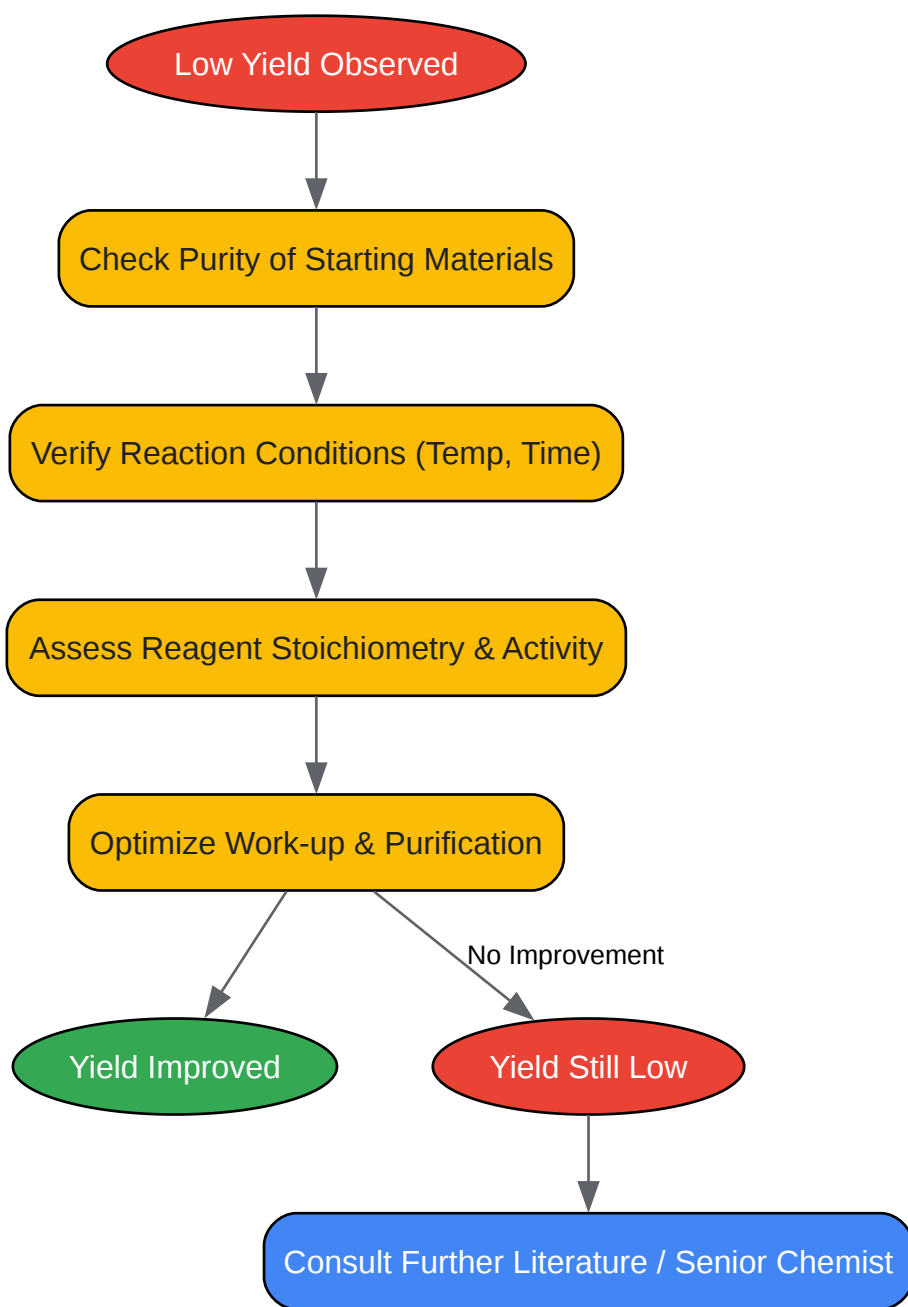 Low Yield Observed
Check Purity of Starting Materials
Verify Reaction Conditions (Temp, Time)
Assess Reagent Stoichiometry & Activity
Optimize Work-up & Purification
No Improvement
Yield Improved
Yield Still Low
Consult Further Literature / Senior Chemist